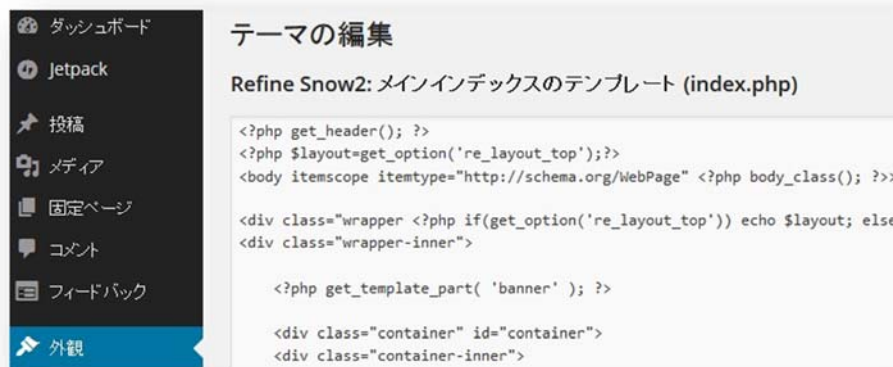 ダッシュボード
Jetpack
投稿
メディア
固定ページ
コメント
フィードバック
外観
テーマの編集
Refine Snow2: メインインデックスのテンプレート (index.php)
<?php get_header(); ?>
<?php $layout=get_option('re_layout_top');?>
<body itemscope itemtype="http://schema.org/WebPage" <?php body_class(); ?>>
<div class="wrapper <?php if(get_option('re_layout_top')) echo $layout; else
<div class="wrapper-inner">
<?php get_template_part( 'banner' ); ?>
<div class="container" id="container">
<div class="container-inner">